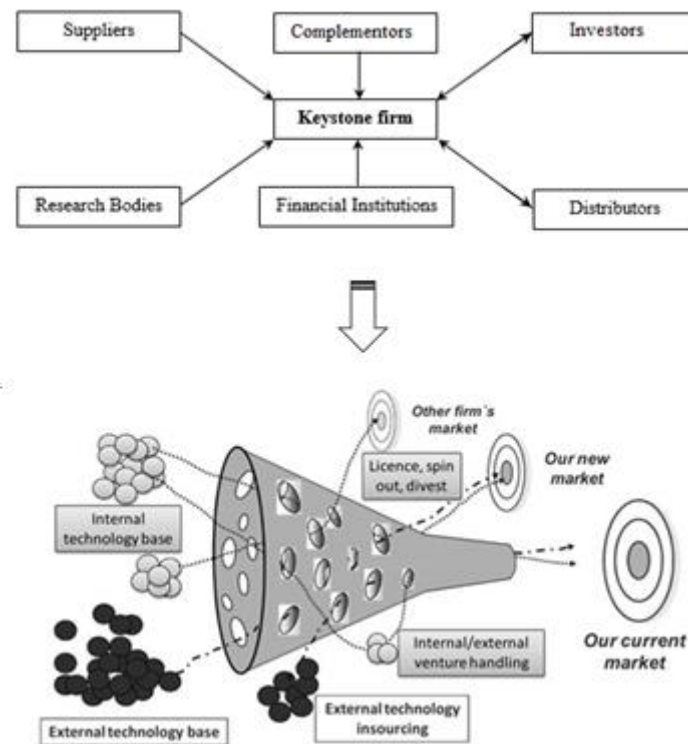 Suppliers
Complementors
Investors
Keystone firm
Research Bodies
Financial Institutions
Distributors
Other firm´s
market
Licence, spin
out, divest
Our new
market
Internal
technology base
Our current
market
Internal/external
venture handling
External technology
insourcing
External technology base